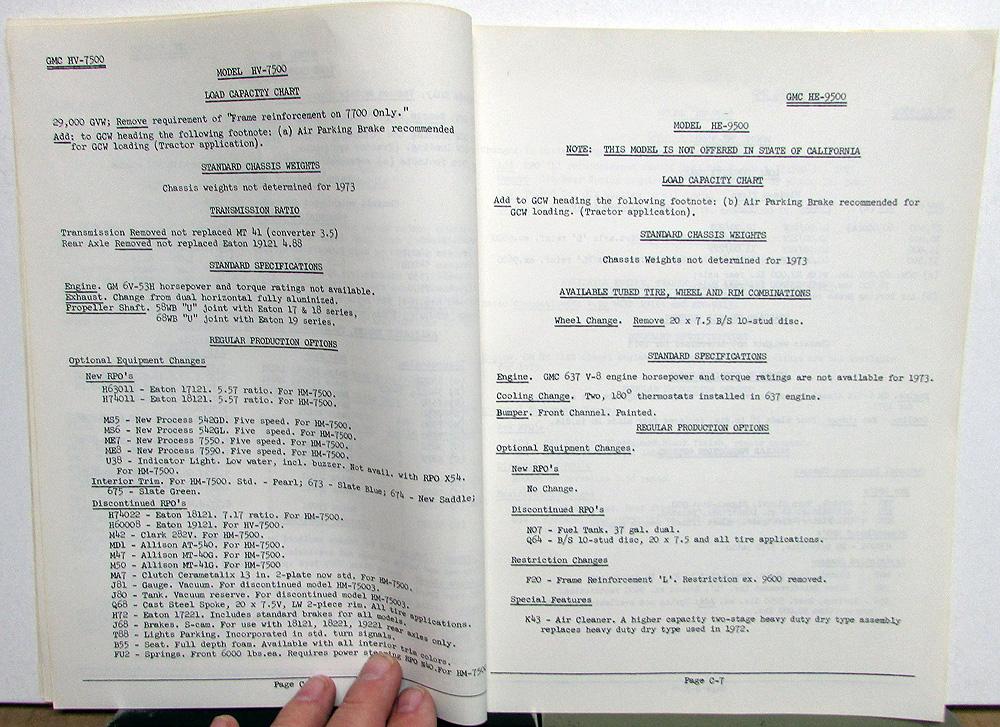 GMC HV-7500
MODEL HV-7500
LOAD CAPACITY CHART
29,000 GVW; Remove requirement of "Frame reinforcement on 7700 Only."
Add: to GCW heading the following footnote: (a) Air Parking Brake recommended
for GCW loading (Tractor application).
STANDARD CHASSIS WEIGHTS
Chassis weights not determined for 1973
TRANSMISSION RATIO
Transmission Removed not replaced MT 41 (converter 3.5)
Rear Axle Removed not replaced Eaton 19121 4.88
STANDARD SPECIFICATIONS
Engine. GM 6V-53H horsepower and torque ratings not available.
Exhaust. Change from dual horizontal fully aluminized.
Propeller Shaft. 58WB "U" joint with Eaton 17 & 18 series,
68WB "U" joint with Eaton 19 series.
REGULAR PRODUCTION OPTIONS
Optional Equipment Changes
New RPO's
H63011 - Eaton 17121. 5.57 ratio. For HM-7500.
H74011 - Eaton 18121. 5.57 ratio. For HM-7500.
MS5 - New Process 542GD. Five speed. For HM-7500.
MS6 - New Process 542GL. Five speed. For HM-7500.
ME7 - New Process 7550. Five speed. For HM-7500.
ME8 - New Process 7590. Five speed. For HM-7500.
U38 - Indicator Light. Low water, incl. buzzer. Not avail. with RPO X54.
For HM-7500.
Interior Trim. For HM-7500. Std. - Pearl; 673 - Slate Blue; 674 - New Saddle;
675 - Slate Green.
Discontinued RPO's
H74022 - Eaton 18121. 7.17 ratio. For HM-7500.
H60008 - Eaton 19121. For HV-7500.
M42 - Clark 282V. For HM-7500.
MD1 - Allison AT-540. For HM-7500.
M47 - Allison MT-40G. For HM-7500.
M50 - Allison MT-41G. For HM-7500
MA7 - Clutch Cerametalix 13 in. 2-plate now std. For HM-7500.
J81 - Gauge. Vacuum. For discontinued model HM-75003.
J80 - Tank. Vacuum reserve. For discontinued model HM-75003.
Q68 - Cast Steel Spoke, 20 x 7.5V, LW 2-piece rim. All tire applications.
H72 - Eaton 17221. Includes standard brakes for all models.
J68 - Brakes. S-cam. For use with 18121, 18221, 19221 rear axles only.
T88 - Lights Parking. Incorporated in std. turn signals.
B55 - Seat. Full depth foam. Available with all interior trim colors.
FU2 - Springs. Front 6000 lbs.ea. Requires power steering RPO N40. For HM-7500
Page C
GMC HE-9500
MODEL HE-9500
NOTE: THIS MODEL IS NOT OFFERED IN STATE OF CALIFORNIA
LOAD CAPACITY CHART
Add to GCW heading the following footnote: (b) Air Parking Brake recommended for
GCW loading. (Tractor application).
STANDARD CHASSIS WEIGHTS
Chassis Weights not determined for 1973
AVAILABLE TUBED TIRE, WHEEL AND RIM COMBINATIONS
Wheel Change. Remove 20 x 7.5 B/S 10-stud disc.
STANDARD SPECIFICATIONS
Engine. GMC 637 V-8 engine horsepower and torque ratings are not available for 1973.
Cooling Change. Two, 180° thermostats installed in 637 engine.
Bumper. Front Channel. Painted.
REGULAR PRODUCTION OPTIONS
Optional Equipment Changes.
New RPO's
No Change.
Discontinued RPO's
NO7 - Fuel Tank. 37 gal. dual.
Q64 - B/S 10-stud disc, 20 x 7.5 and all tire applications.
Restriction Changes
F20 - Frame Reinforcement 'L'. Restriction ex. 9600 removed.
Special Features
K43 - Air Cleaner. A higher capacity two-stage heavy duty dry type assembly
replaces heavy duty dry type used in 1972.
Page C-7